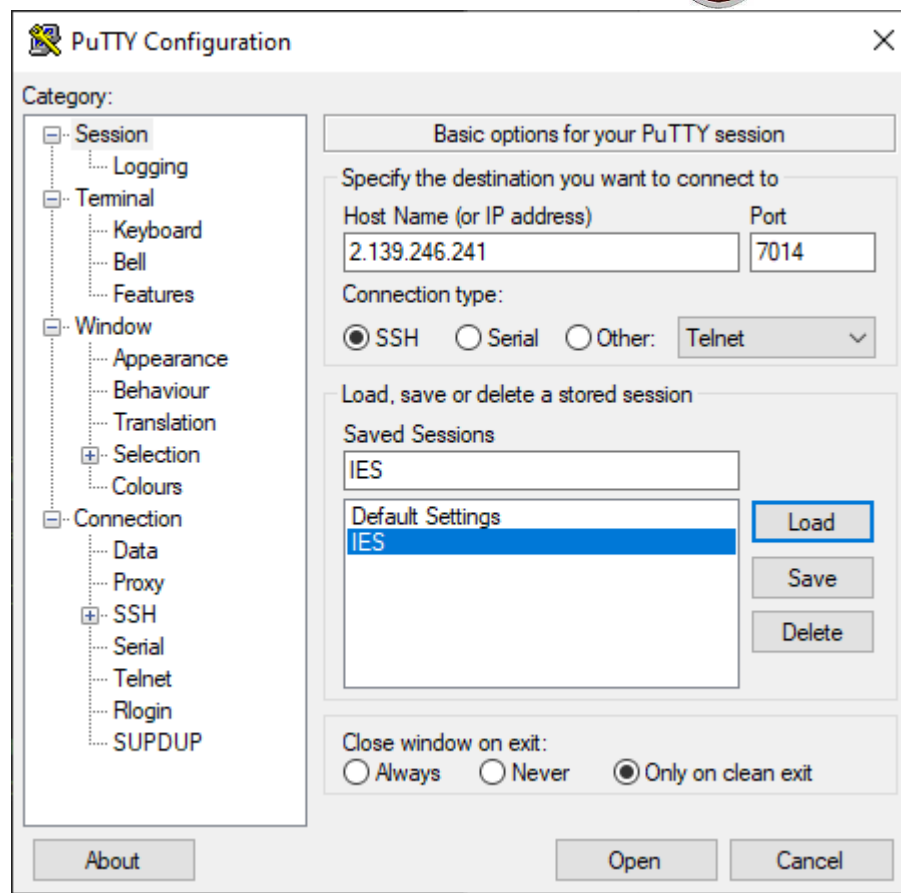 PuTTY Configuration
Category:
Session
Logging
Terminal
Keyboard
Bell
Features
Window
Appearance
Behaviour
Translation
Selection
Colours
Connection
Data
Proxy
SSH
Serial
Telnet
Rlogin
SUPDUP
Basic options for your PuTTY session
Specify the destination you want to connect to
Host Name (or IP address) Port
2.139.246.241 7014
Connection type:
SSH Serial Other: Telnet
Load, save or delete a stored session
Saved Sessions
IES
Default Settings
IES
Load
Save
Delete
Close window on exit:
Always Never Only on clean exit
About Open Cancel